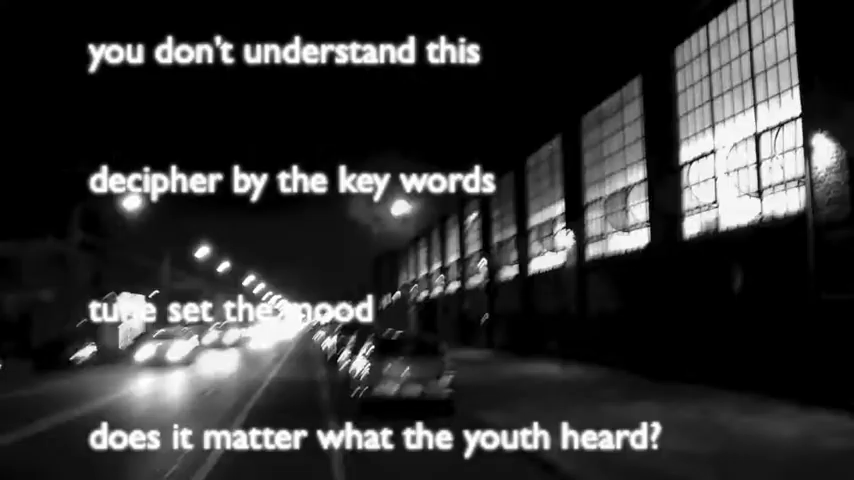 you don't understand this
decipher by the key words
tune set the mood
does it matter what the youth heard?